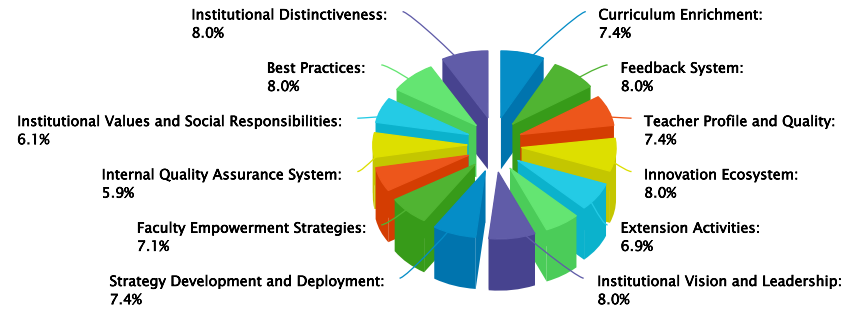 Institutional Distinctiveness:
8.0%
Best Practices:
8.0%
Institutional Values and Social Responsibilities:
6.1%
Internal Quality Assurance System:
5.9%
Faculty Empowerment Strategies:
7.1%
Strategy Development and Deployment:
7.4%
Curriculum Enrichment:
7.4%
Feedback System:
8.0%
Teacher Profile and Quality:
7.4%
Innovation Ecosystem:
8.0%
Extension Activities:
6.9%
Institutional Vision and Leadership:
8.0%